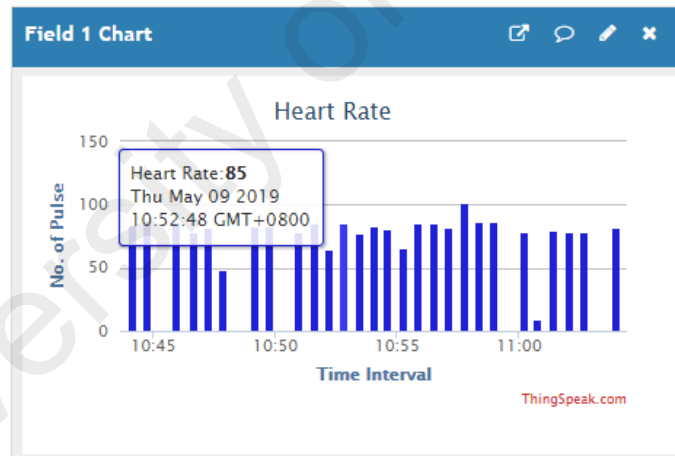 Field 1 Chart
Heart Rate
150
100
50
0
No. of Pulse
Heart Rate:85
Thu May 09 2019
10:52:48 GMT+0800
10:45 10:50 10:55 11:00
Time Interval
ThingSpeak.com